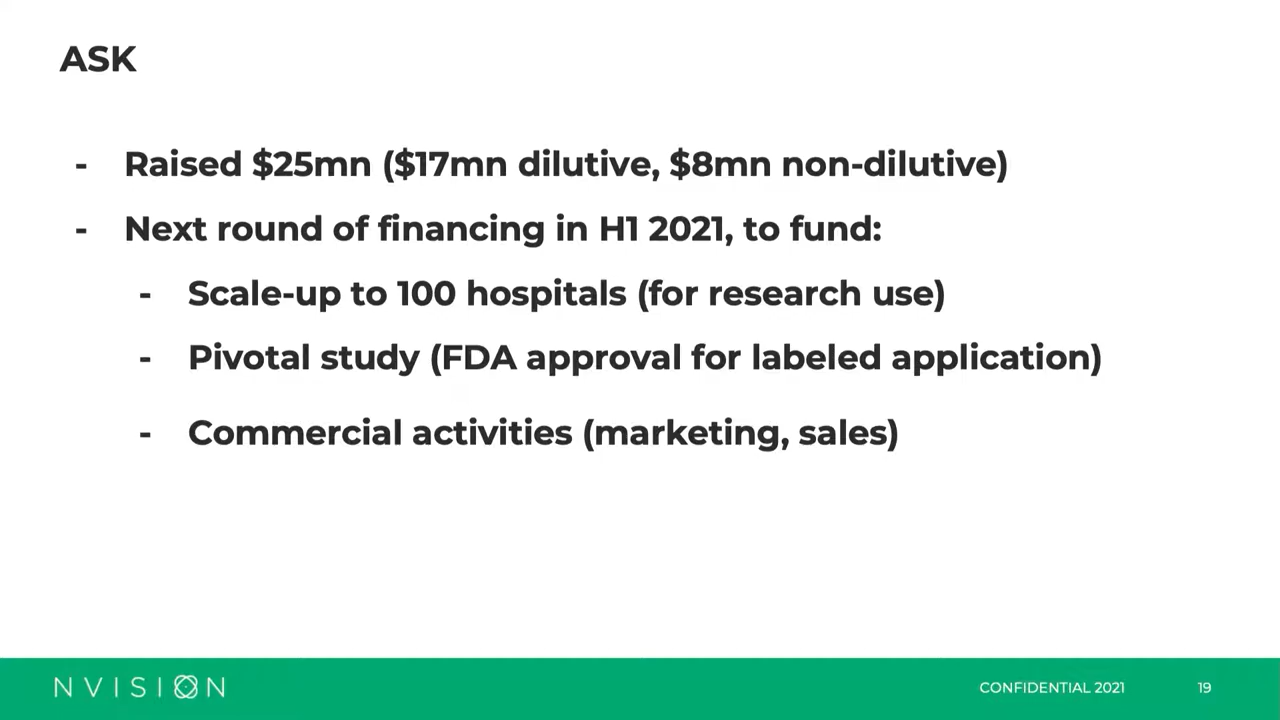 ASK
- Raised $25mn ($17mn dilutive, $8mn non-dilutive)
- Next round of financing in H1 2021, to fund:
- Scale-up to 100 hospitals (for research use)
- Pivotal study (FDA approval for labeled application)
- Commercial activities (marketing, sales)
NVISION
CONFIDENTIAL 2021
19